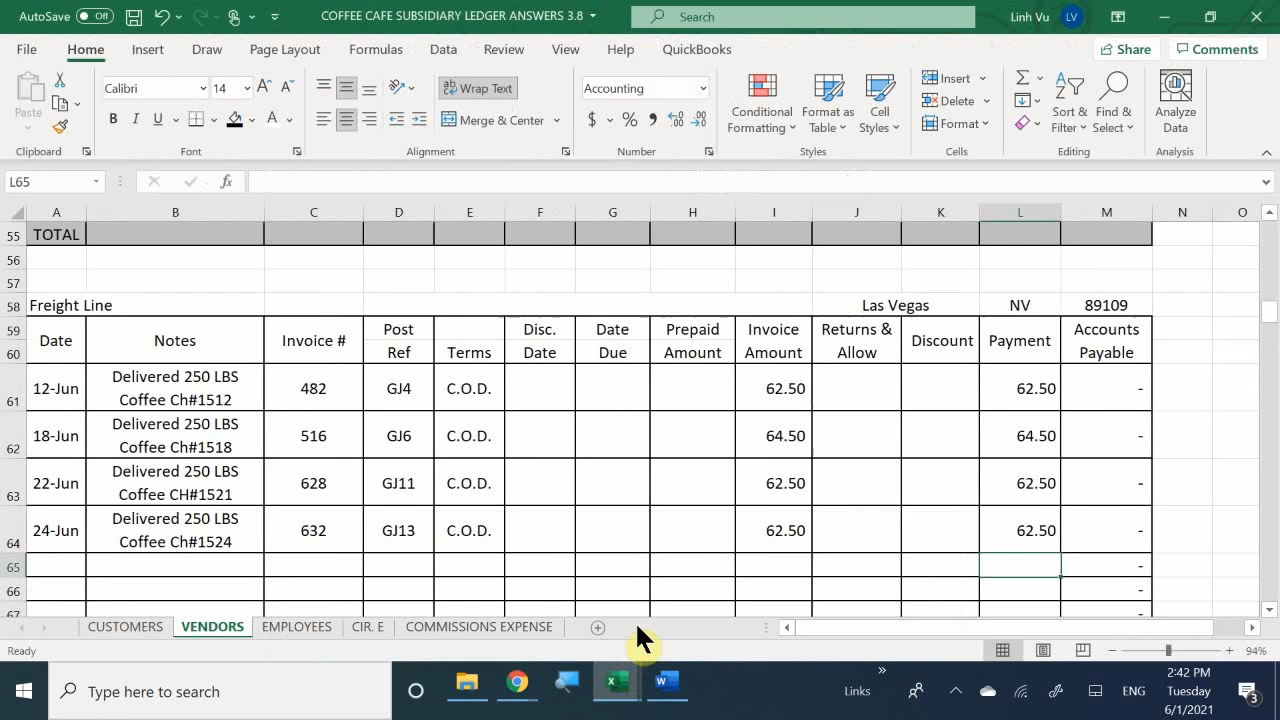 AutoSave Off COFFEE CAFE SUBSIDIARY LEDGER ANSWERS 3.8 Search Linh Vu LV
File Home Insert Draw Page Layout Formulas Data Review View Help QuickBooks Share Comments
Paste Calibri 14 A A ab Wrap Text Accounting Conditional Formatting Format as Table Cell Styles Insert Delete Format Sort & Filter Find & Select Analyze Data
B I U A Merge & Center $ % ,
Clipboard Font Alignment Number Styles Cells Editing Analysis
L65 fx
A B C D E F G H I J K L M N O
55 TOTAL
56
57
58 Freight Line Las Vegas NV 89109
59 Date Notes Invoice # Post Disc. Date Prepaid Invoice Returns & Discount Payment Accounts
60 Ref Terms Date Due Amount Amount Allow Payable
Delivered 250 LBS
61 12-Jun Coffee Ch#1512 482 GJ4 C.O.D. 62.50 62.50 -
Delivered 250 LBS
62 18-Jun Coffee Ch#1518 516 GJ6 C.O.D. 64.50 64.50 -
Delivered 250 LBS
63 22-Jun Coffee CH#1521 628 GJ11 C.O.D. 62.50 62.50 -
Delivered 250 LBS
64 24-Jun Coffee Ch#1524 632 GJ13 C.O.D. 62.50 62.50 -
65 -
66 -
67 -
CUSTOMERS VENDORS EMPLOYEES CIR. E COMMISSIONS EXPENSE
Ready 94%
Type here to search Links ENG 2:42 PM
Tuesday
6/1/2021 3